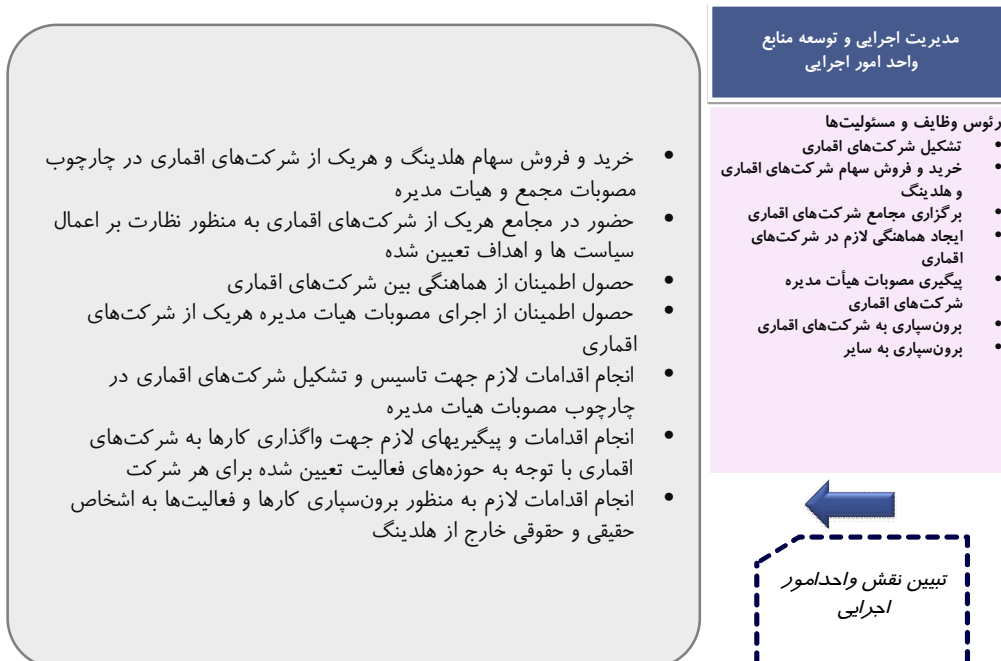 مدیریت اجرایی و توسعه منابع
واحد امور اجرایی
رئوس وظایف و مسئولیت‌ها
• تشکیل شرکت‌های اقماری
• خرید و فروش سهام شرکت‌های اقماری
و هلدینگ
• برگزاری مجامع شرکت‌های اقماری
• ایجاد هماهنگی لازم در شرکت‌های
اقماری
• پیگیری مصوبات هیأت مدیره
شرکت‌های اقماری
• برون‌سپاری به شرکت‌های اقماری
• برون‌سپاری به سایر
تبیین نقش واحدامور
اجرایی
• خرید و فروش سهام هلدینگ و هریک از شرکت‌های اقماری در چارچوب
مصوبات مجمع و هیات مدیره
• حضور در مجامع هریک از شرکت‌های اقماری به منظور نظارت بر اعمال
سیاست ها و اهداف تعیین شده
• حصول اطمینان از هماهنگی بین شرکت‌های اقماری
• حصول اطمینان از اجرای مصوبات هیات مدیره هریک از شرکت‌های
اقماری
• انجام اقدامات لازم جهت تاسیس و تشکیل شرکت‌های اقماری در
چارچوب مصوبات هیات مدیره
• انجام اقدامات و پیگیریهای لازم جهت واگذاری کارها به شرکت‌های
اقماری با توجه به حوزه‌های فعالیت تعیین شده برای هر شرکت
• انجام اقدامات لازم به منظور برون‌سپاری کارها و فعالیت‌ها به اشخاص
حقیقی و حقوقی خارج از هلدینگ